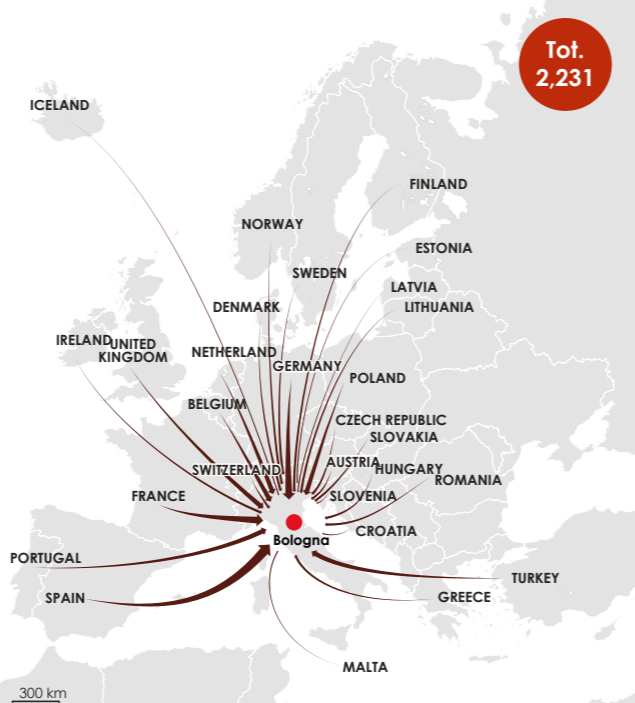 Tot.
2,231
ICELAND
FINLAND
NORWAY
ESTONIA
SWEDEN
LATVIA
DENMARK
LITHUANIA
IRELAND
UNITED
KINGDOM
NETHERLAND
GERMANY
POLAND
BELGIUM
CZECH REPUBLIC
SLOVAKIA
SWITZERLAND
AUSTRIA
HUNGARY
ROMANIA
FRANCE
SLOVENIA
CROATIA
Bologna
PORTUGAL
TURKEY
SPAIN
GREECE
MALTA
300 km